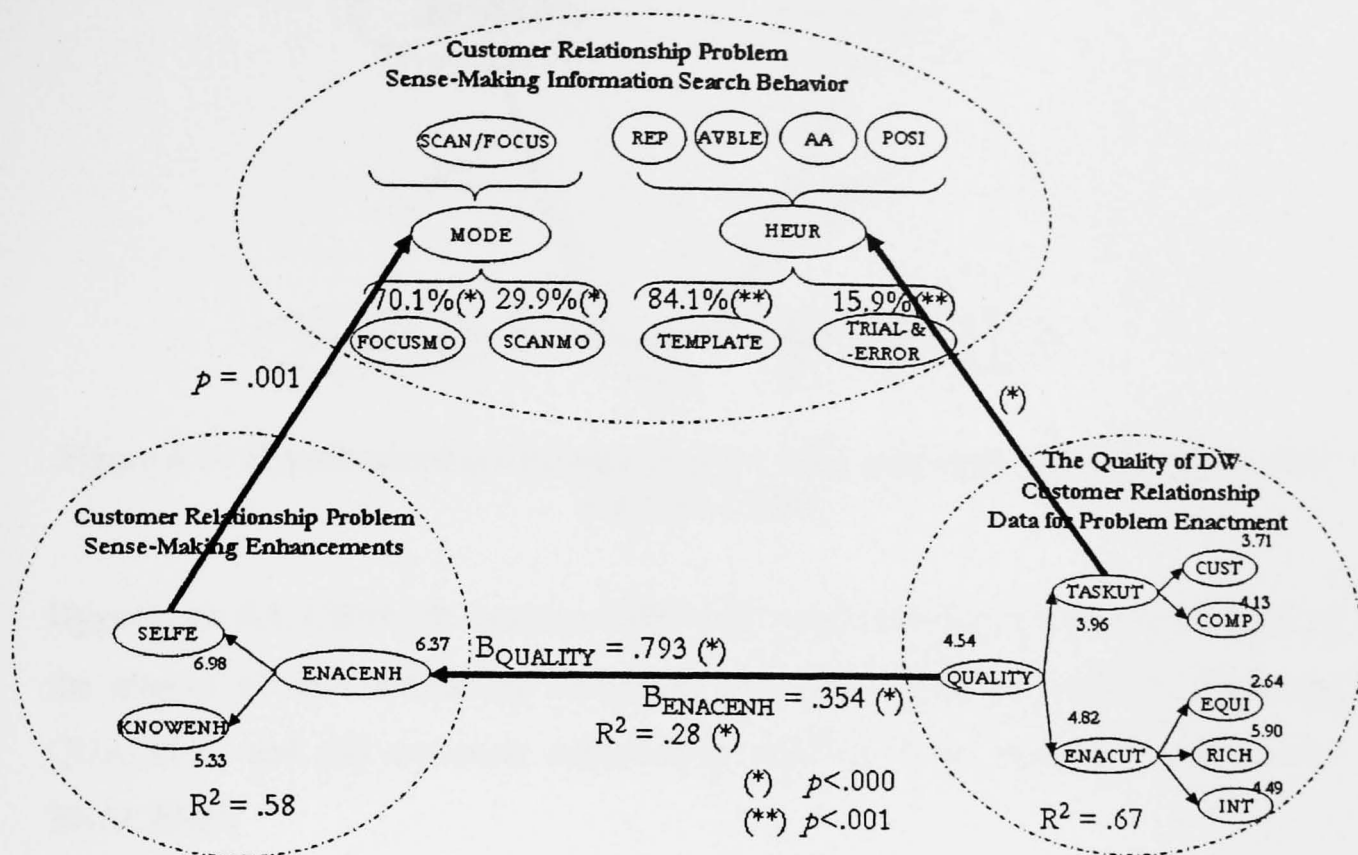 Customer Relationship Problem
Sense-Making Information Search Behavior
SCAN/FOCUS
REP
AVBLE
AA
POSI
MODE
HEUR
70.1%(*)
29.9%(*)
84.1%(**)
15.9%(**)
FOCUSMO
SCANMO
TEMPLATE
TRIAL-&
-ERROR
p = .001
(*)
Customer Relationship Problem
Sense-Making Enhancements
SELFE
6.98
ENACENH
6.37
KNOWENH
5.33
R² = .58
B_QUALITY = .793 (*)
B_ENACENH = .354 (*)
R² = .28 (*)
(*) p<.000
(**) p<.001
The Quality of DW
Customer Relationship
Data for Problem Enactment
3.71
CUST
TASKUT
3.96
4.13
COMP
4.54
QUALITY
2.64
EQUI
4.82
ENACUT
5.90
RICH
4.49
INT
R² = .67